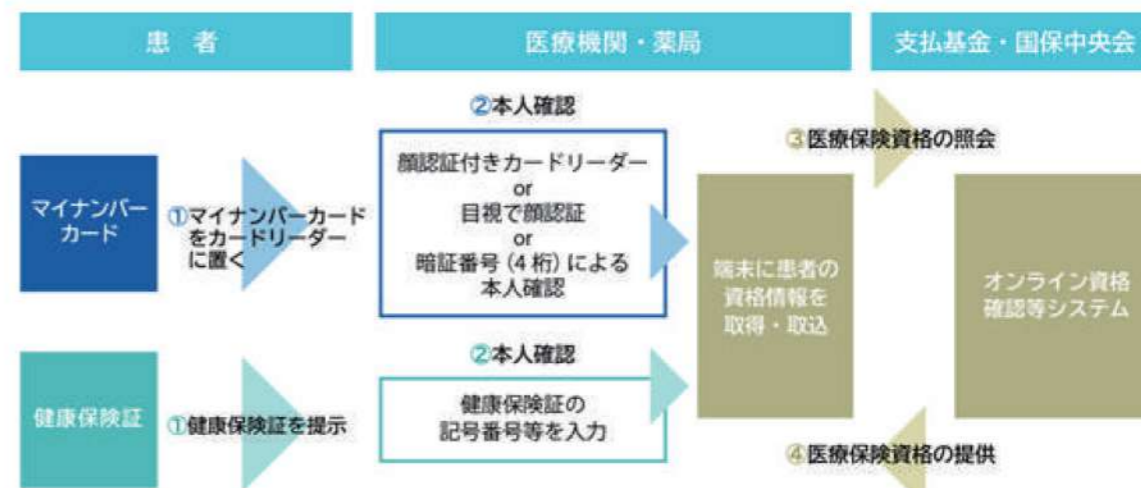 患 者
医療機関・薬局
支払基金・国保中央会
マイナンバー
カード
①マイナンバーカード
をカードリーダー
に置く
②本人確認
顔認証付きカードリーダー
or
目視で顔認証
or
暗証番号(4桁)による
本人確認
健康保険証
①健康保険証を提示
②本人確認
健康保険証の
記号番号等を入力
端末に患者の
資格情報を
取得・取込
③医療保険資格の照会
オンライン資格
確認等システム
④医療保険資格の提供